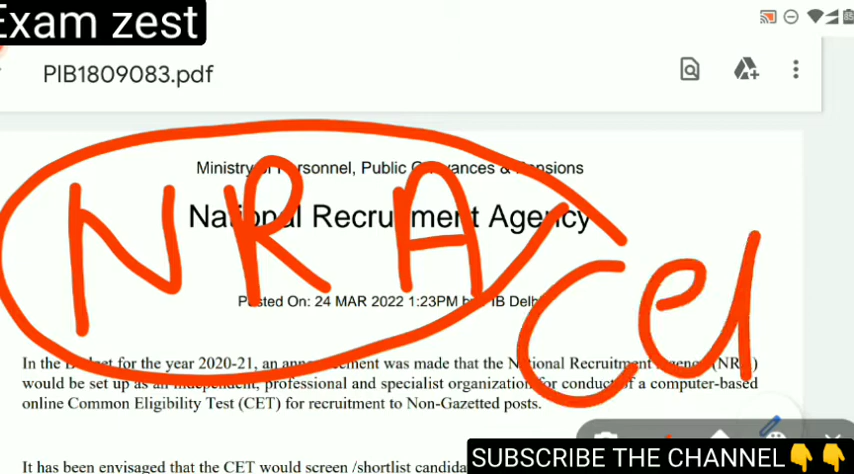 Exam zest
PIB1809083.pdf
Ministry of Personnel, Public Grievances & Pensions
National Recruitment Agency
NRA
Cet
Posted On: 24 MAR 2022 1:23PM by PIB Delhi
In the Budget for the year 2020-21, an announcement was made that the National Recruitment Agency (NRA)
would be set up as an independent, professional and specialist organization for conduct of a computer-based
online Common Eligibility Test (CET) for recruitment to Non-Gazetted posts.
It has been envisaged that the CET would screen /shortlist candida
SUBSCRIBE THE CHANNEL👇👇